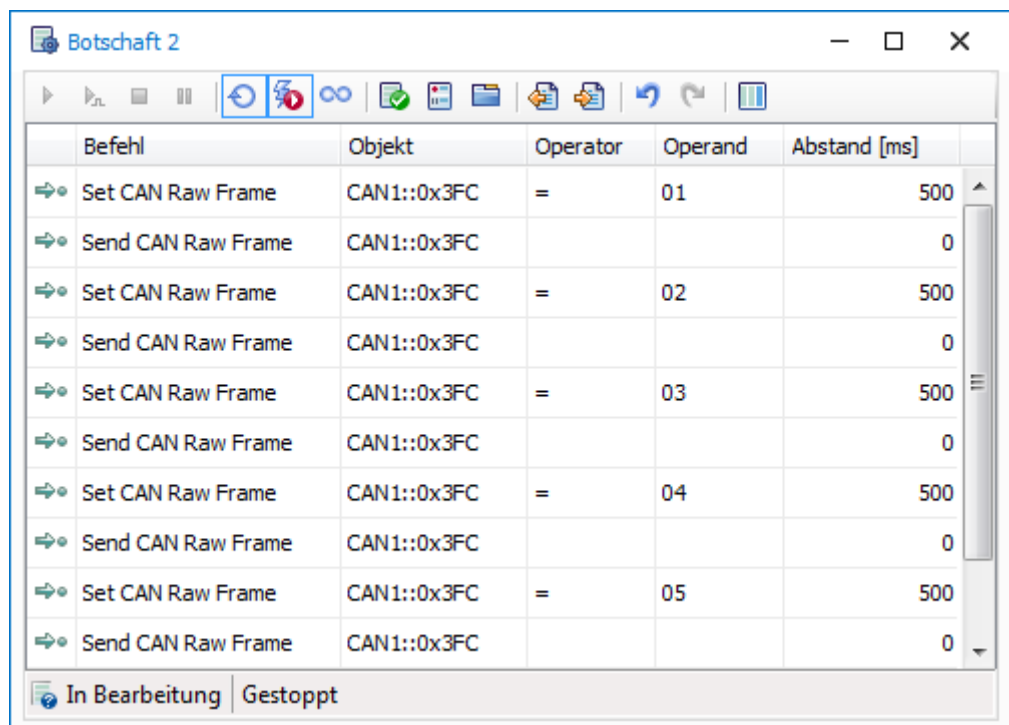 Botschaft 2
Befehl Objekt Operator Operand Abstand [ms]
Set CAN Raw Frame CAN1::0x3FC = 01 500
Send CAN Raw Frame CAN1::0x3FC 0
Set CAN Raw Frame CAN1::0x3FC = 02 500
Send CAN Raw Frame CAN1::0x3FC 0
Set CAN Raw Frame CAN1::0x3FC = 03 500
Send CAN Raw Frame CAN1::0x3FC 0
Set CAN Raw Frame CAN1::0x3FC = 04 500
Send CAN Raw Frame CAN1::0x3FC 0
Set CAN Raw Frame CAN1::0x3FC = 05 500
Send CAN Raw Frame CAN1::0x3FC 0
In Bearbeitung Gestoppt